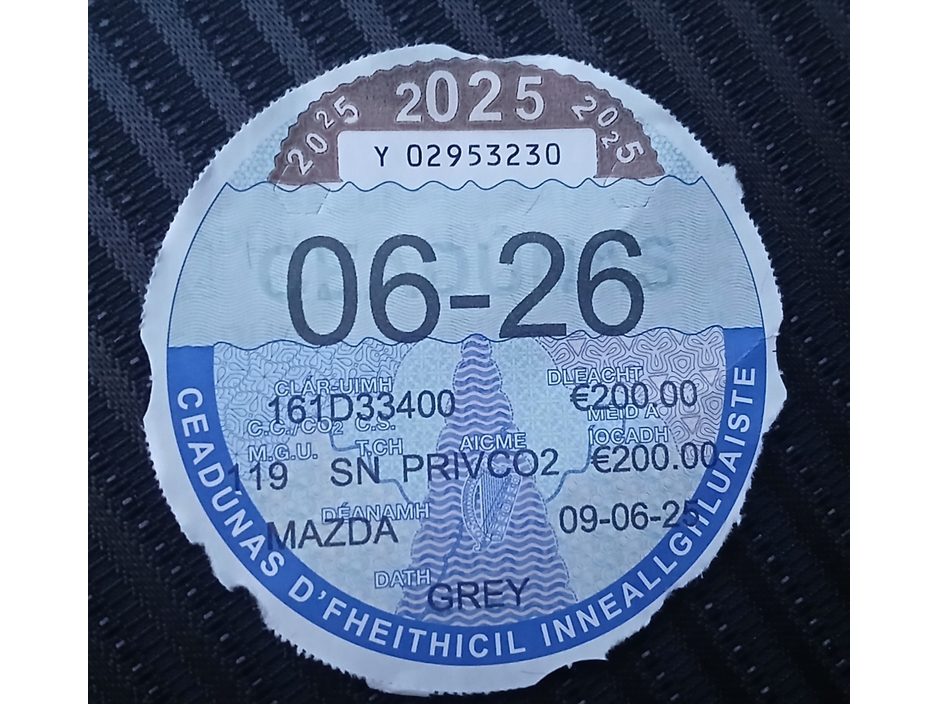 2025 2025 2025
Y 02953230
06-26
CLÁR-UIMH DLEACHT
161D33400 €200.00
C.C./CO2 C.S. MÉID A
M.G.U. T.CH AICME ÍOCADH
119 SN PRIVCO2 €200.00
DÉANAMH
MAZDA 09-06-25
DATH
GREY
CEADÚNAS D'FHEITHICIL INNEALLGHLUAISTE